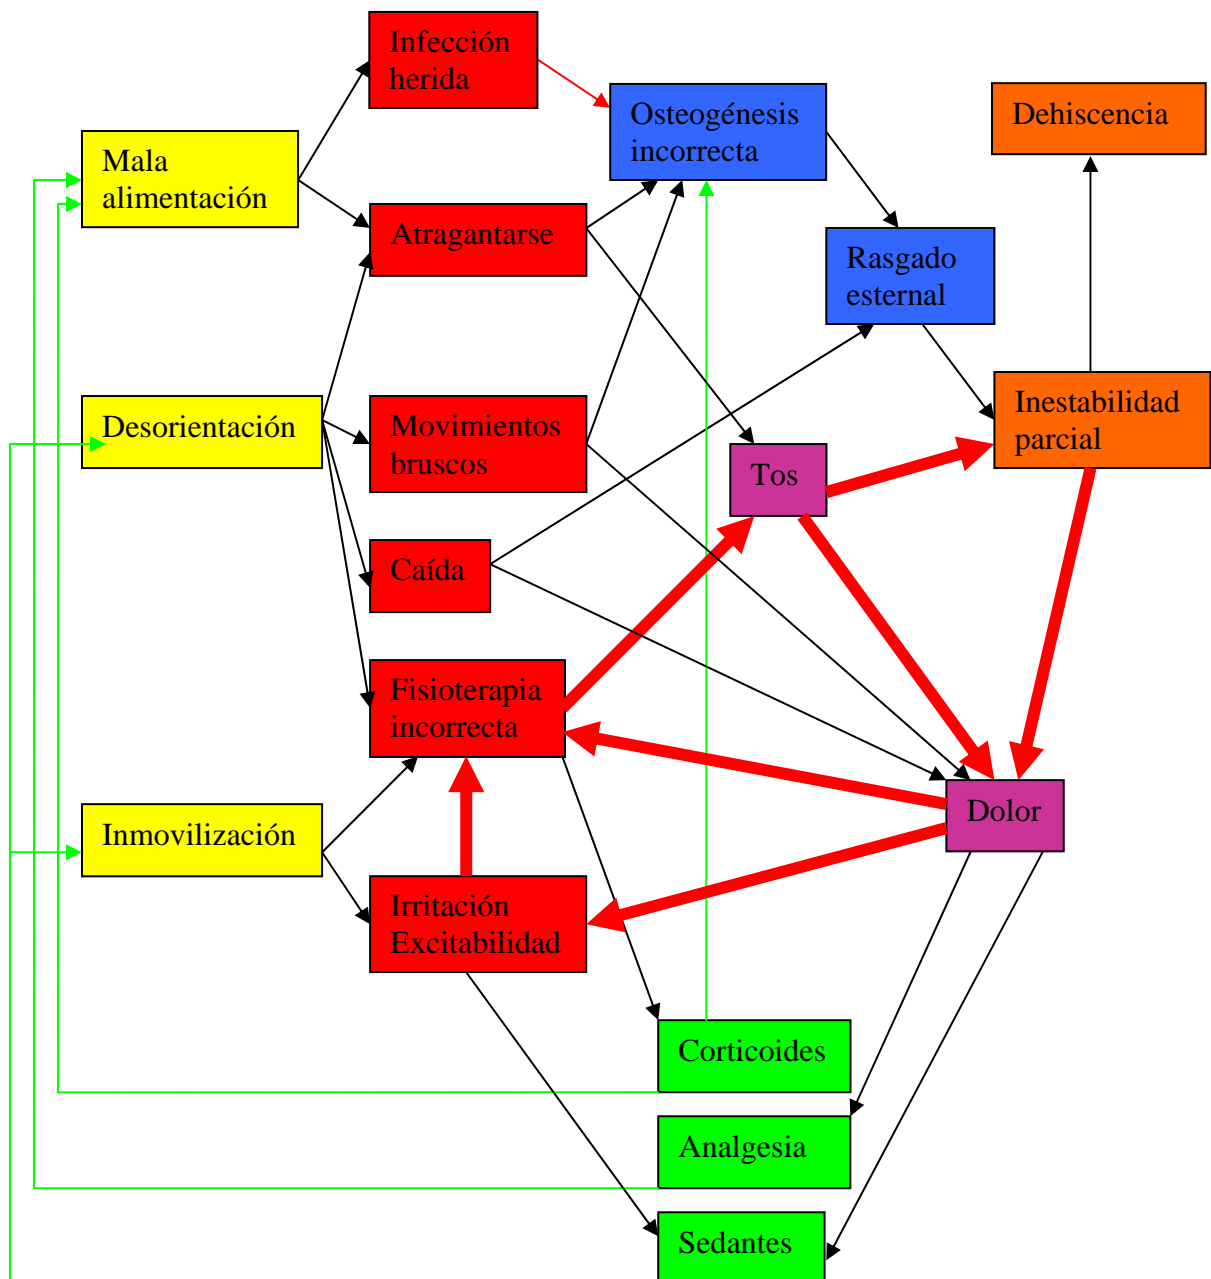 Infección
herida
Osteogénesis
incorrecta
Dehiscencia
Mala
alimentación
Atragantarse
Rasgado
esternal
Desorientación
Movimientos
bruscos
Inestabilidad
parcial
Tos
Caída
Fisioterapia
incorrecta
Dolor
Inmovilización
Irritación
Excitabilidad
Corticoides
Analgesia
Sedantes